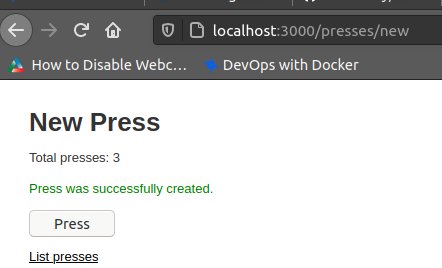 localhost:3000/presses/new
How to Disable Webc... DevOps with Docker
New Press
Total presses: 3
Press was successfully created.
Press
List presses